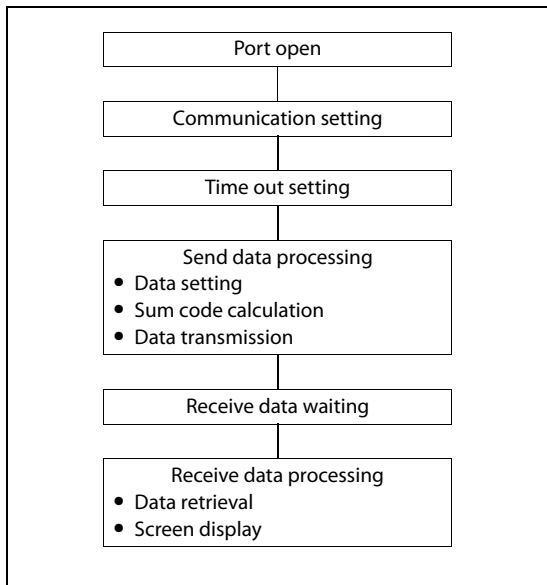 Port open
Communication setting
Time out setting
Send data processing
• Data setting
• Sum code calculation
• Data transmission
Receive data waiting
Receive data processing
• Data retrieval
• Screen display